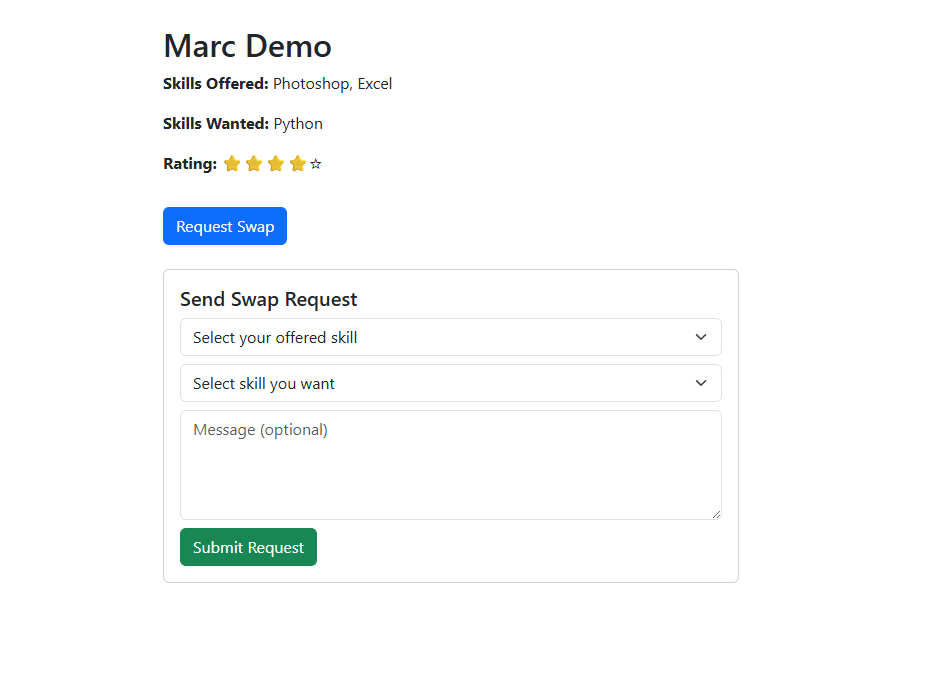 Marc Demo
Skills Offered: Photoshop, Excel
Skills Wanted: Python
Rating: ⭐⭐⭐⭐☆
Request Swap
Send Swap Request
Select your offered skill
Select skill you want
Message (optional)
Submit Request